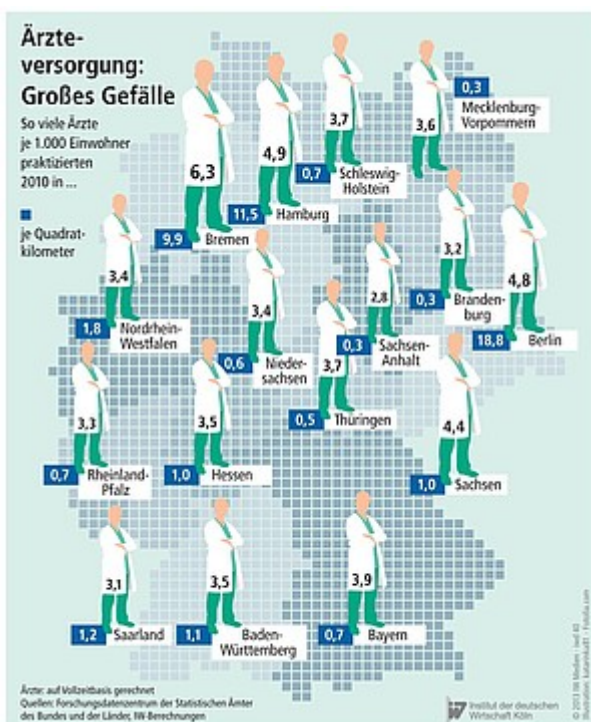 Ärzte-
versorgung:
Großes Gefälle
So viele Ärzte
je 1.000 Einwohner
praktizierten
2010 in ...
je Quadrat-
kilometer
6,3
9,9 Bremen
4,9
11,5 Hamburg
3,7
0,7 Schleswig-
Holstein
3,6
0,3
Mecklenburg-
Vorpommern
3,4
1,8 Nordrhein-
Westfalen
3,4
0,6 Nieder-
sachsen
2,8
0,3 Sachsen-
Anhalt
3,2
0,3 Branden-
burg
4,8
18,8 Berlin
3,3
0,7 Rheinland-
Pfalz
3,5
1,0 Hessen
3,7
0,5 Thüringen
4,4
1,0 Sachsen
3,1
1,2 Saarland
3,5
1,1 Baden-
Württemberg
3,9
0,7 Bayern
Ärzte: auf Vollzeitbasis gerechnet
Quellen: Forschungsdatenzentrum der Statistischen Ämter
des Bundes und der Länder, IW-Berechnungen
Institut der deutschen
Wirtschaft Köln
© 2013 IW Medien · iwd 40